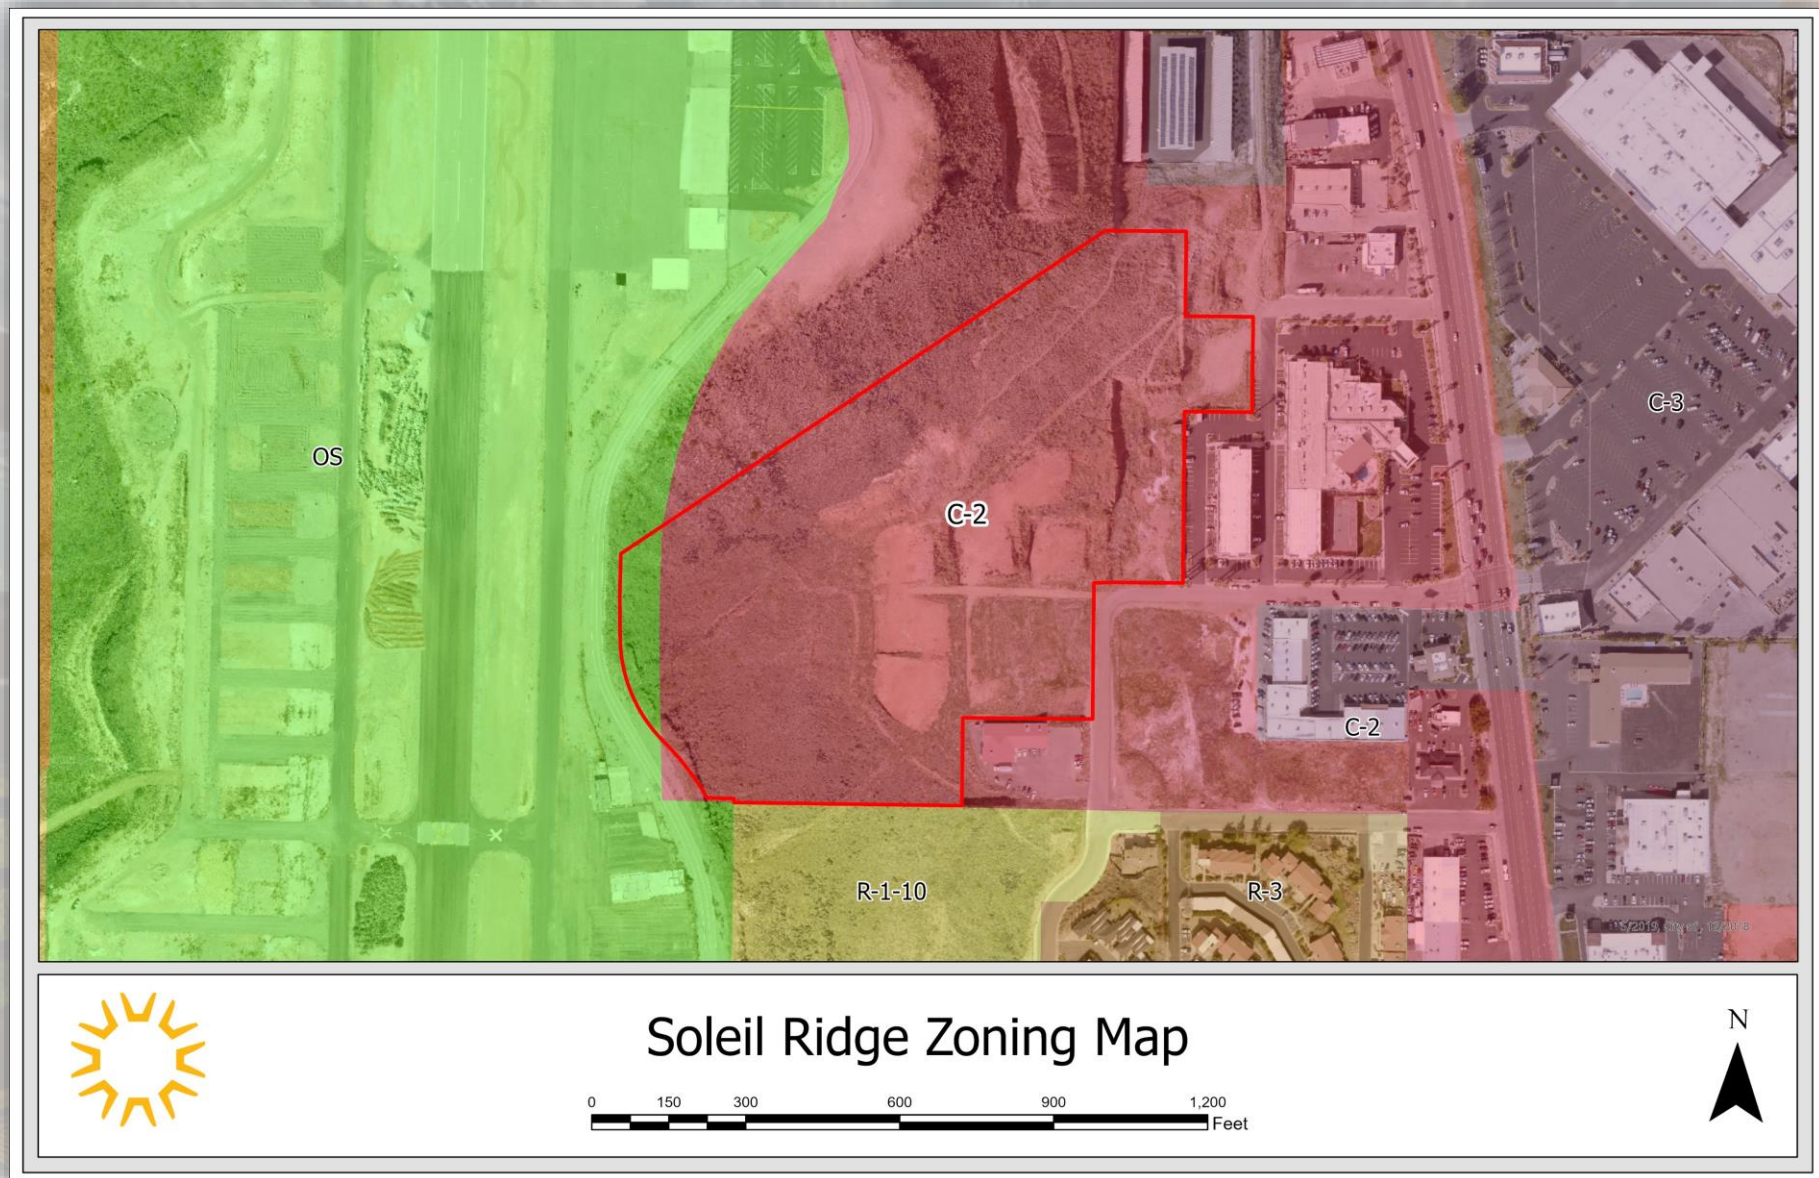 OS
C-2
C-3
C-2
R-1-10
R-3
Soleil Ridge Zoning Map
N
0 150 300 600 900 1,200
Feet